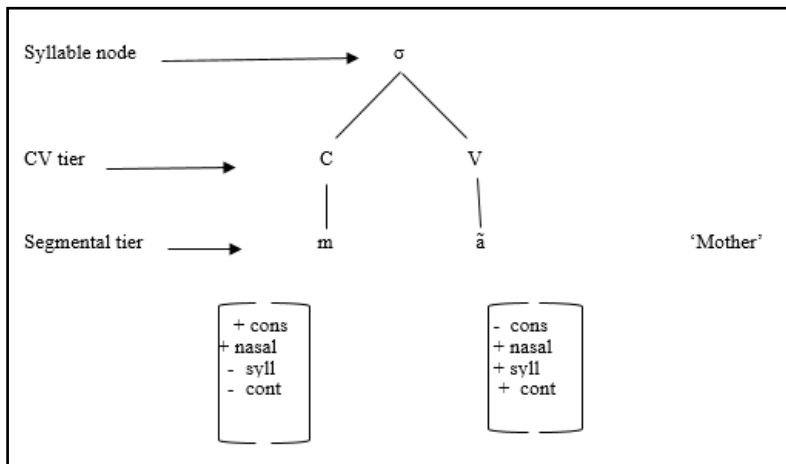 Syllable node σ
CV tier C V
Segmental tier m ã ‘Mother’
+ cons - cons
+ nasal + nasal
- syll + syll
- cont + cont